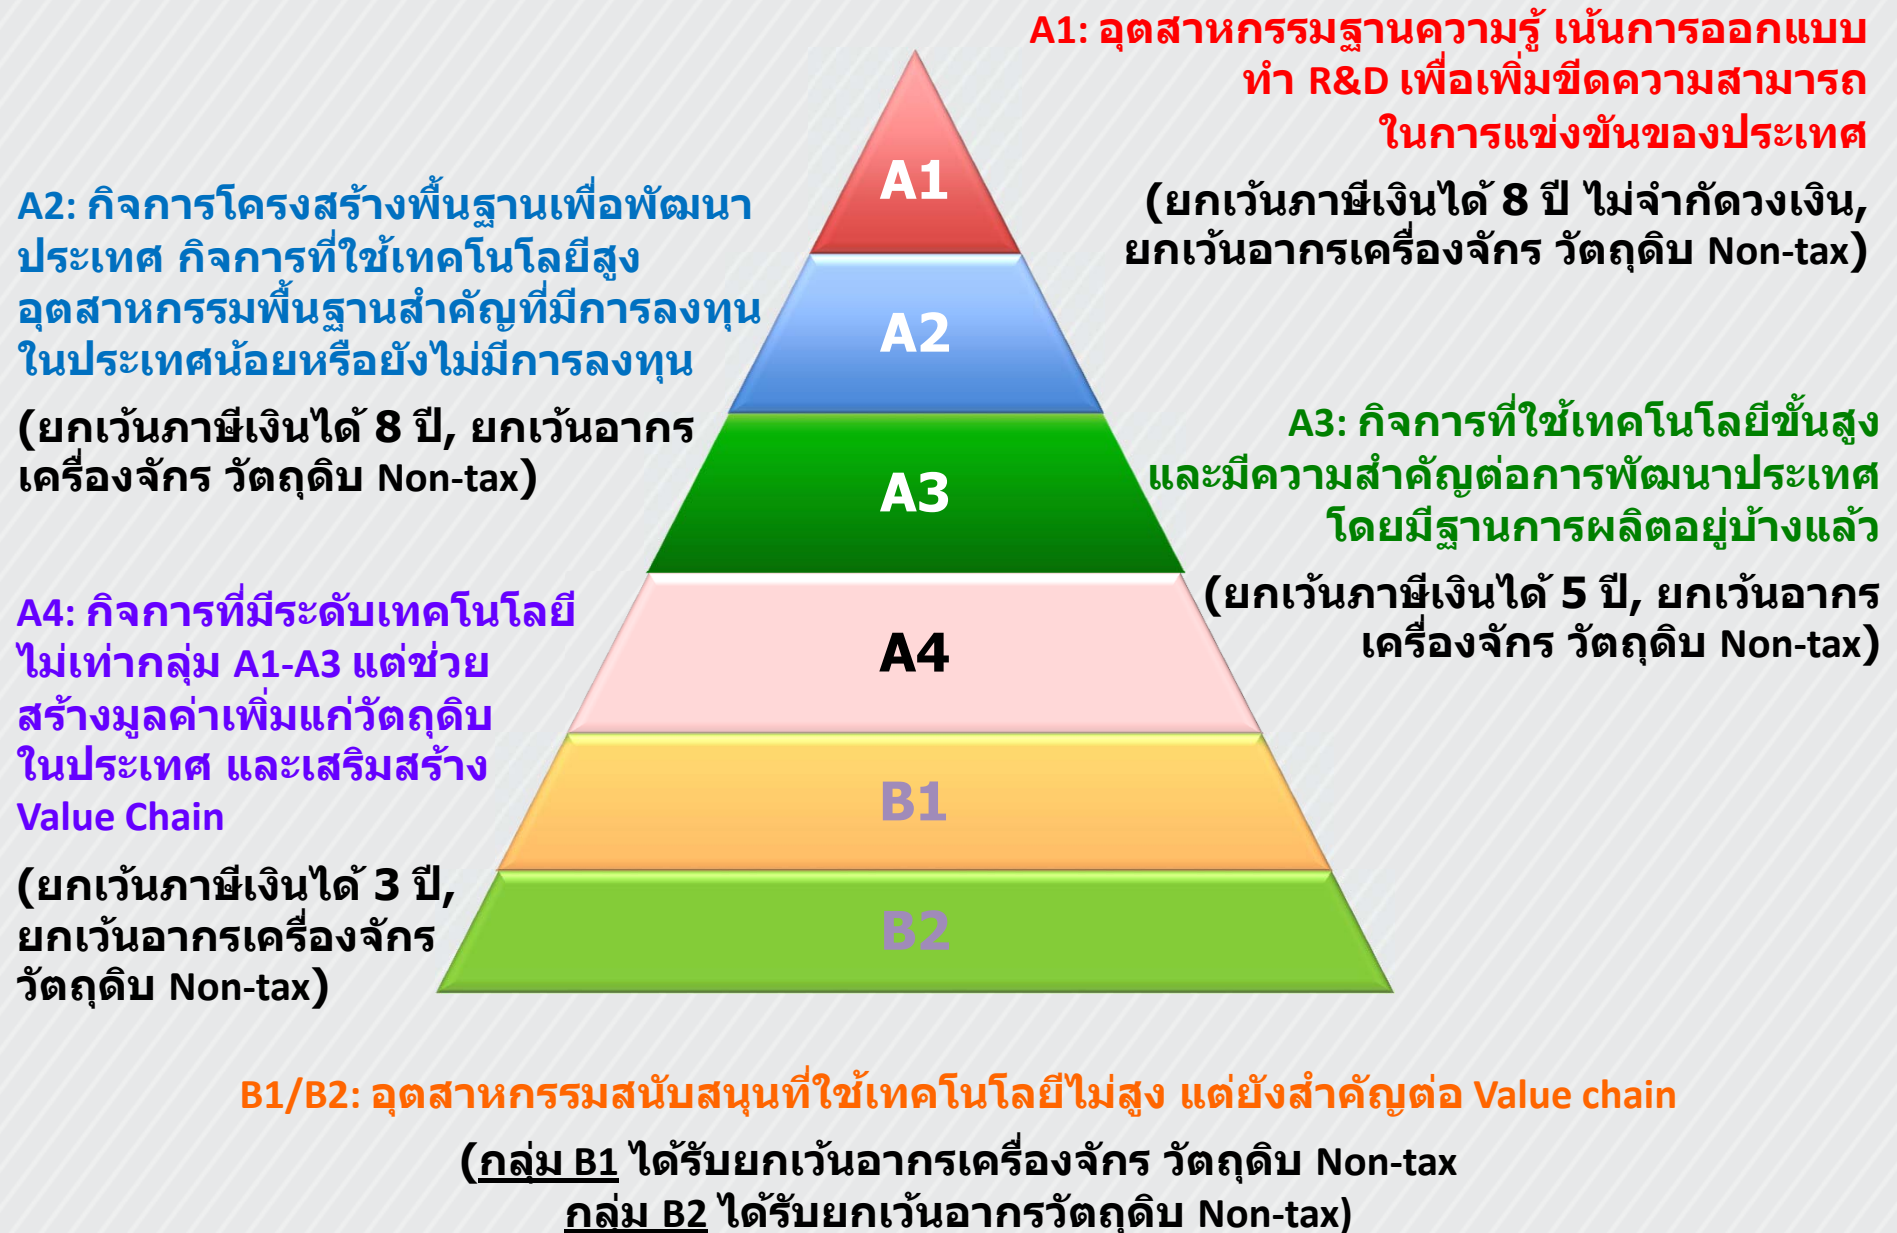 A1: อุตสาหกรรมฐานความรู้ เน้นการออกแบบ
ทำ R&D เพื่อเพิ่มขีดความสามารถ
ในการแข่งขันของประเทศ
(ยกเว้นภาษีเงินได้ 8 ปี ไม่จำกัดวงเงิน,
ยกเว้นอากรเครื่องจักร วัตถุดิบ Non-tax)
A2: กิจการโครงสร้างพื้นฐานเพื่อพัฒนา
ประเทศ กิจการที่ใช้เทคโนโลยีสูง
อุตสาหกรรมพื้นฐานสำคัญที่มีการลงทุน
ในประเทศน้อยหรือยังไม่มีการลงทุน
(ยกเว้นภาษีเงินได้ 8 ปี, ยกเว้นอากร
เครื่องจักร วัตถุดิบ Non-tax)
A3: กิจการที่ใช้เทคโนโลยีขั้นสูง
และมีความสำคัญต่อการพัฒนาประเทศ
โดยมีฐานการผลิตอยู่บ้างแล้ว
(ยกเว้นภาษีเงินได้ 5 ปี, ยกเว้นอากร
เครื่องจักร วัตถุดิบ Non-tax)
A4: กิจการที่มีระดับเทคโนโลยี
ไม่เท่ากลุ่ม A1-A3 แต่ช่วย
สร้างมูลค่าเพิ่มแก่วัตถุดิบ
ในประเทศ และเสริมสร้าง
Value Chain
(ยกเว้นภาษีเงินได้ 3 ปี,
ยกเว้นอากรเครื่องจักร
วัตถุดิบ Non-tax)
A1
A2
A3
A4
B1
B2
B1/B2: อุตสาหกรรมสนับสนุนที่ใช้เทคโนโลยีไม่สูง แต่ยังสำคัญต่อ Value chain
(กลุ่ม B1 ได้รับยกเว้นอากรเครื่องจักร วัตถุดิบ Non-tax
กลุ่ม B2 ได้รับยกเว้นอากรวัตถุดิบ Non-tax)